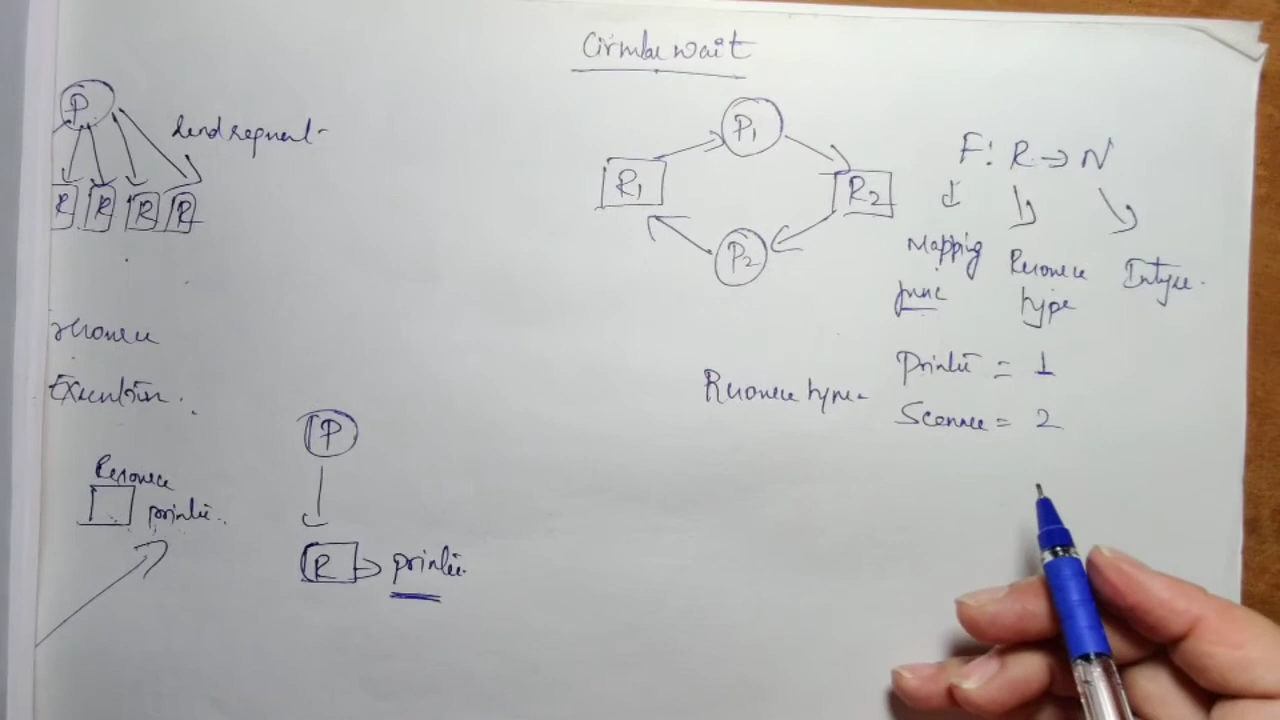 Circular wait
P
Send request
R R R R
P1
R1
R2
P2
F: R → N
Mapping func
Resource type
Integer.
Resource
Execution.
Resource
printer.
P
R → printer.
Resource type
Printer = 1
Scanner = 2